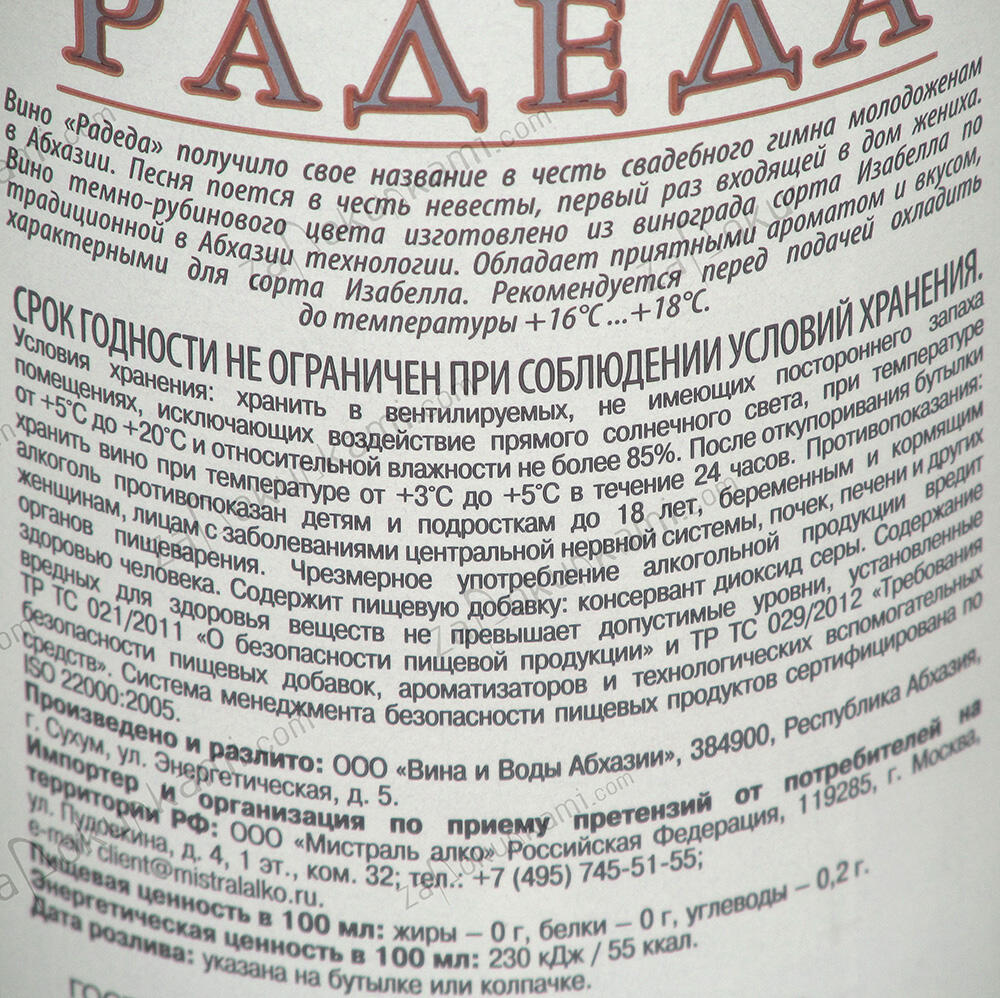 РАДЕДА
Вино «Радеда» получило свое название в честь свадебного гимна молодоженам
в Абхазии. Песня поется в честь невесты, первый раз входящей в дом жениха.
Вино темно-рубинового цвета изготовлено из винограда сорта Изабелла по
традиционной в Абхазии технологии. Обладает приятными ароматом и вкусом,
характерными для сорта Изабелла. Рекомендуется перед подачей охладить
до температуры +16°С...+18°С.
СРОК ГОДНОСТИ НЕ ОГРАНИЧЕН ПРИ СОБЛЮДЕНИИ УСЛОВИЙ ХРАНЕНИЯ.
Условия хранения: хранить в вентилируемых, не имеющих постороннего запаха
помещениях, исключающих воздействие прямого солнечного света, при температуре
от +5°С до +20°С и относительной влажности не более 85%. После откупоривания бутылки
хранить вино при температуре от +3°С до +5°С в течение 24 часов. Противопоказания:
алкоголь противопоказан детям и подросткам до 18 лет, беременным и кормящим
женщинам, лицам с заболеваниями центральной нервной системы, почек, печени и других
органов пищеварения. Чрезмерное употребление алкогольной продукции вредит
здоровью человека. Содержит пищевую добавку: консервант диоксид серы. Содержание
вредных для здоровья веществ не превышает допустимые уровни, установленные
ТР ТС 021/2011 «О безопасности пищевой продукции» и ТР ТС 029/2012 «Требования
безопасности пищевых добавок, ароматизаторов и технологических вспомогательных
средств». Система менеджмента безопасности пищевых продуктов сертифицирована по
ISO 22000:2005.
Произведено и разлито: ООО «Вина и Воды Абхазии», 384900, Республика Абхазия,
г. Сухум, ул. Энергетическая, д. 5.
Импортер и организация по приему претензий от потребителей на
территории РФ: ООО «Мистраль алко» Российская Федерация, 119285, г. Москва,
ул. Пудовкина, д. 4, 1 эт., ком. 32; тел.: +7 (495) 745-51-55;
e-mail: client@mistralalko.ru.
Пищевая ценность в 100 мл: жиры – 0 г, белки – 0 г, углеводы – 0,2 г.
Энергетическая ценность в 100 мл: 230 кДж / 55 ккал.
Дата розлива: указана на бутылке или колпачке.